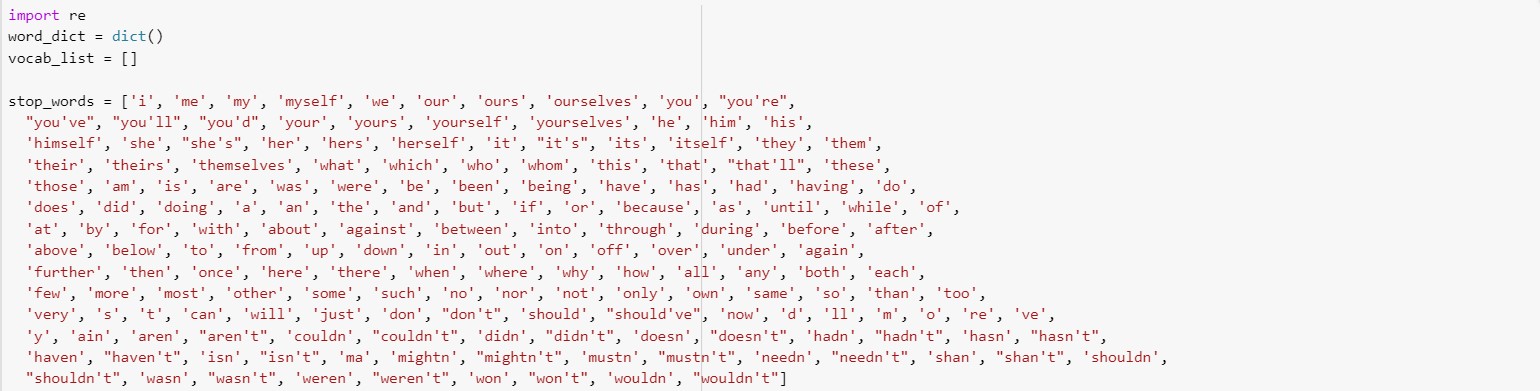 import re
word_dict = dict()
vocab_list = []
stop_words = ['i', 'me', 'my', 'myself', 'we', 'our', 'ours', 'ourselves', 'you', "you're",
"you've", "you'll", "you'd", 'your', 'yours', 'yourself', 'yourselves', 'he', 'him', 'his',
'himself', 'she', "she's", 'her', 'hers', 'herself', 'it', "it's", 'its', 'itself', 'they', 'them',
'their', 'theirs', 'themselves', 'what', 'which', 'who', 'whom', 'this', 'that', "that'll", 'these',
'those', 'am', 'is', 'are', 'was', 'were', 'be', 'been', 'being', 'have', 'has', 'had', 'having', 'do',
'does', 'did', 'doing', 'a', 'an', 'the', 'and', 'but', 'if', 'or', 'because', 'as', 'until', 'while', 'of',
'at', 'by', 'for', 'with', 'about', 'against', 'between', 'into', 'through', 'during', 'before', 'after',
'above', 'below', 'to', 'from', 'up', 'down', 'in', 'out', 'on', 'off', 'over', 'under', 'again',
'further', 'then', 'once', 'here', 'there', 'when', 'where', 'why', 'how', 'all', 'any', 'both', 'each',
'few', 'more', 'most', 'other', 'some', 'such', 'no', 'nor', 'not', 'only', 'own', 'same', 'so', 'than', 'too',
'very', 's', 't', 'can', 'will', 'just', 'don', "don't", 'should', "should've", 'now', 'd', 'll', 'm', 'o', 're', 've',
'y', 'ain', 'aren', "aren't", 'couldn', "couldn't", 'didn', "didn't", 'doesn', "doesn't", 'hadn', "hadn't", 'hasn', "hasn't",
'haven', "haven't", 'isn', "isn't", 'ma', 'mightn', "mightn't", 'mustn', "mustn't", 'needn', "needn't", 'shan', "shan't", 'shouldn',
"shouldn't", 'wasn', "wasn't", 'weren', "weren't", 'won', "won't", 'wouldn', "wouldn't"]